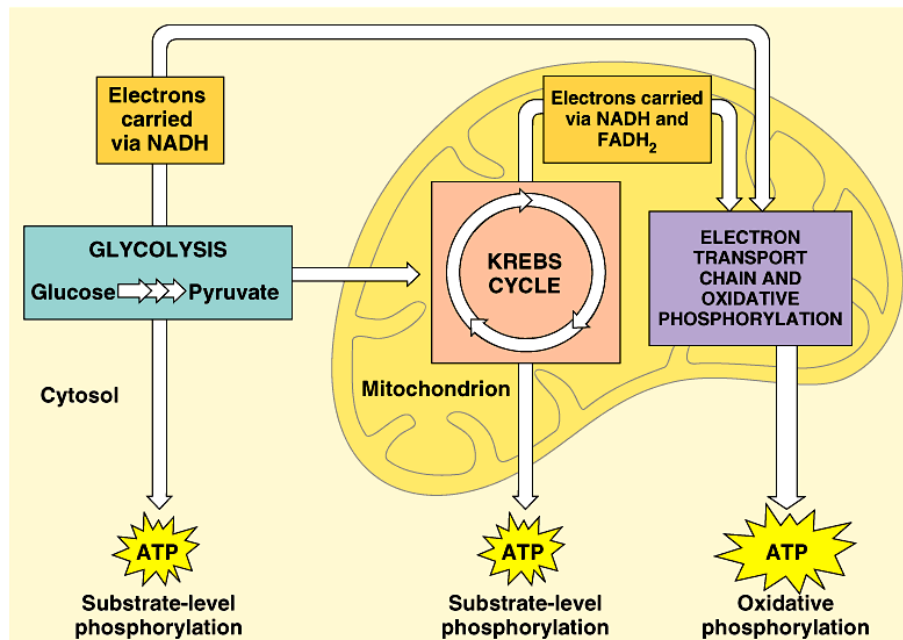 Electrons
carried
via NADH
Electrons carried
via NADH and
FADH₂
GLYCOLYSIS
Glucose Pyruvate
KREBS
CYCLE
ELECTRON
TRANSPORT
CHAIN AND
OXIDATIVE
PHOSPHORYLATION
Cytosol
Mitochondrion
ATP
Substrate-level
phosphorylation
ATP
Substrate-level
phosphorylation
ATP
Oxidative
phosphorylation